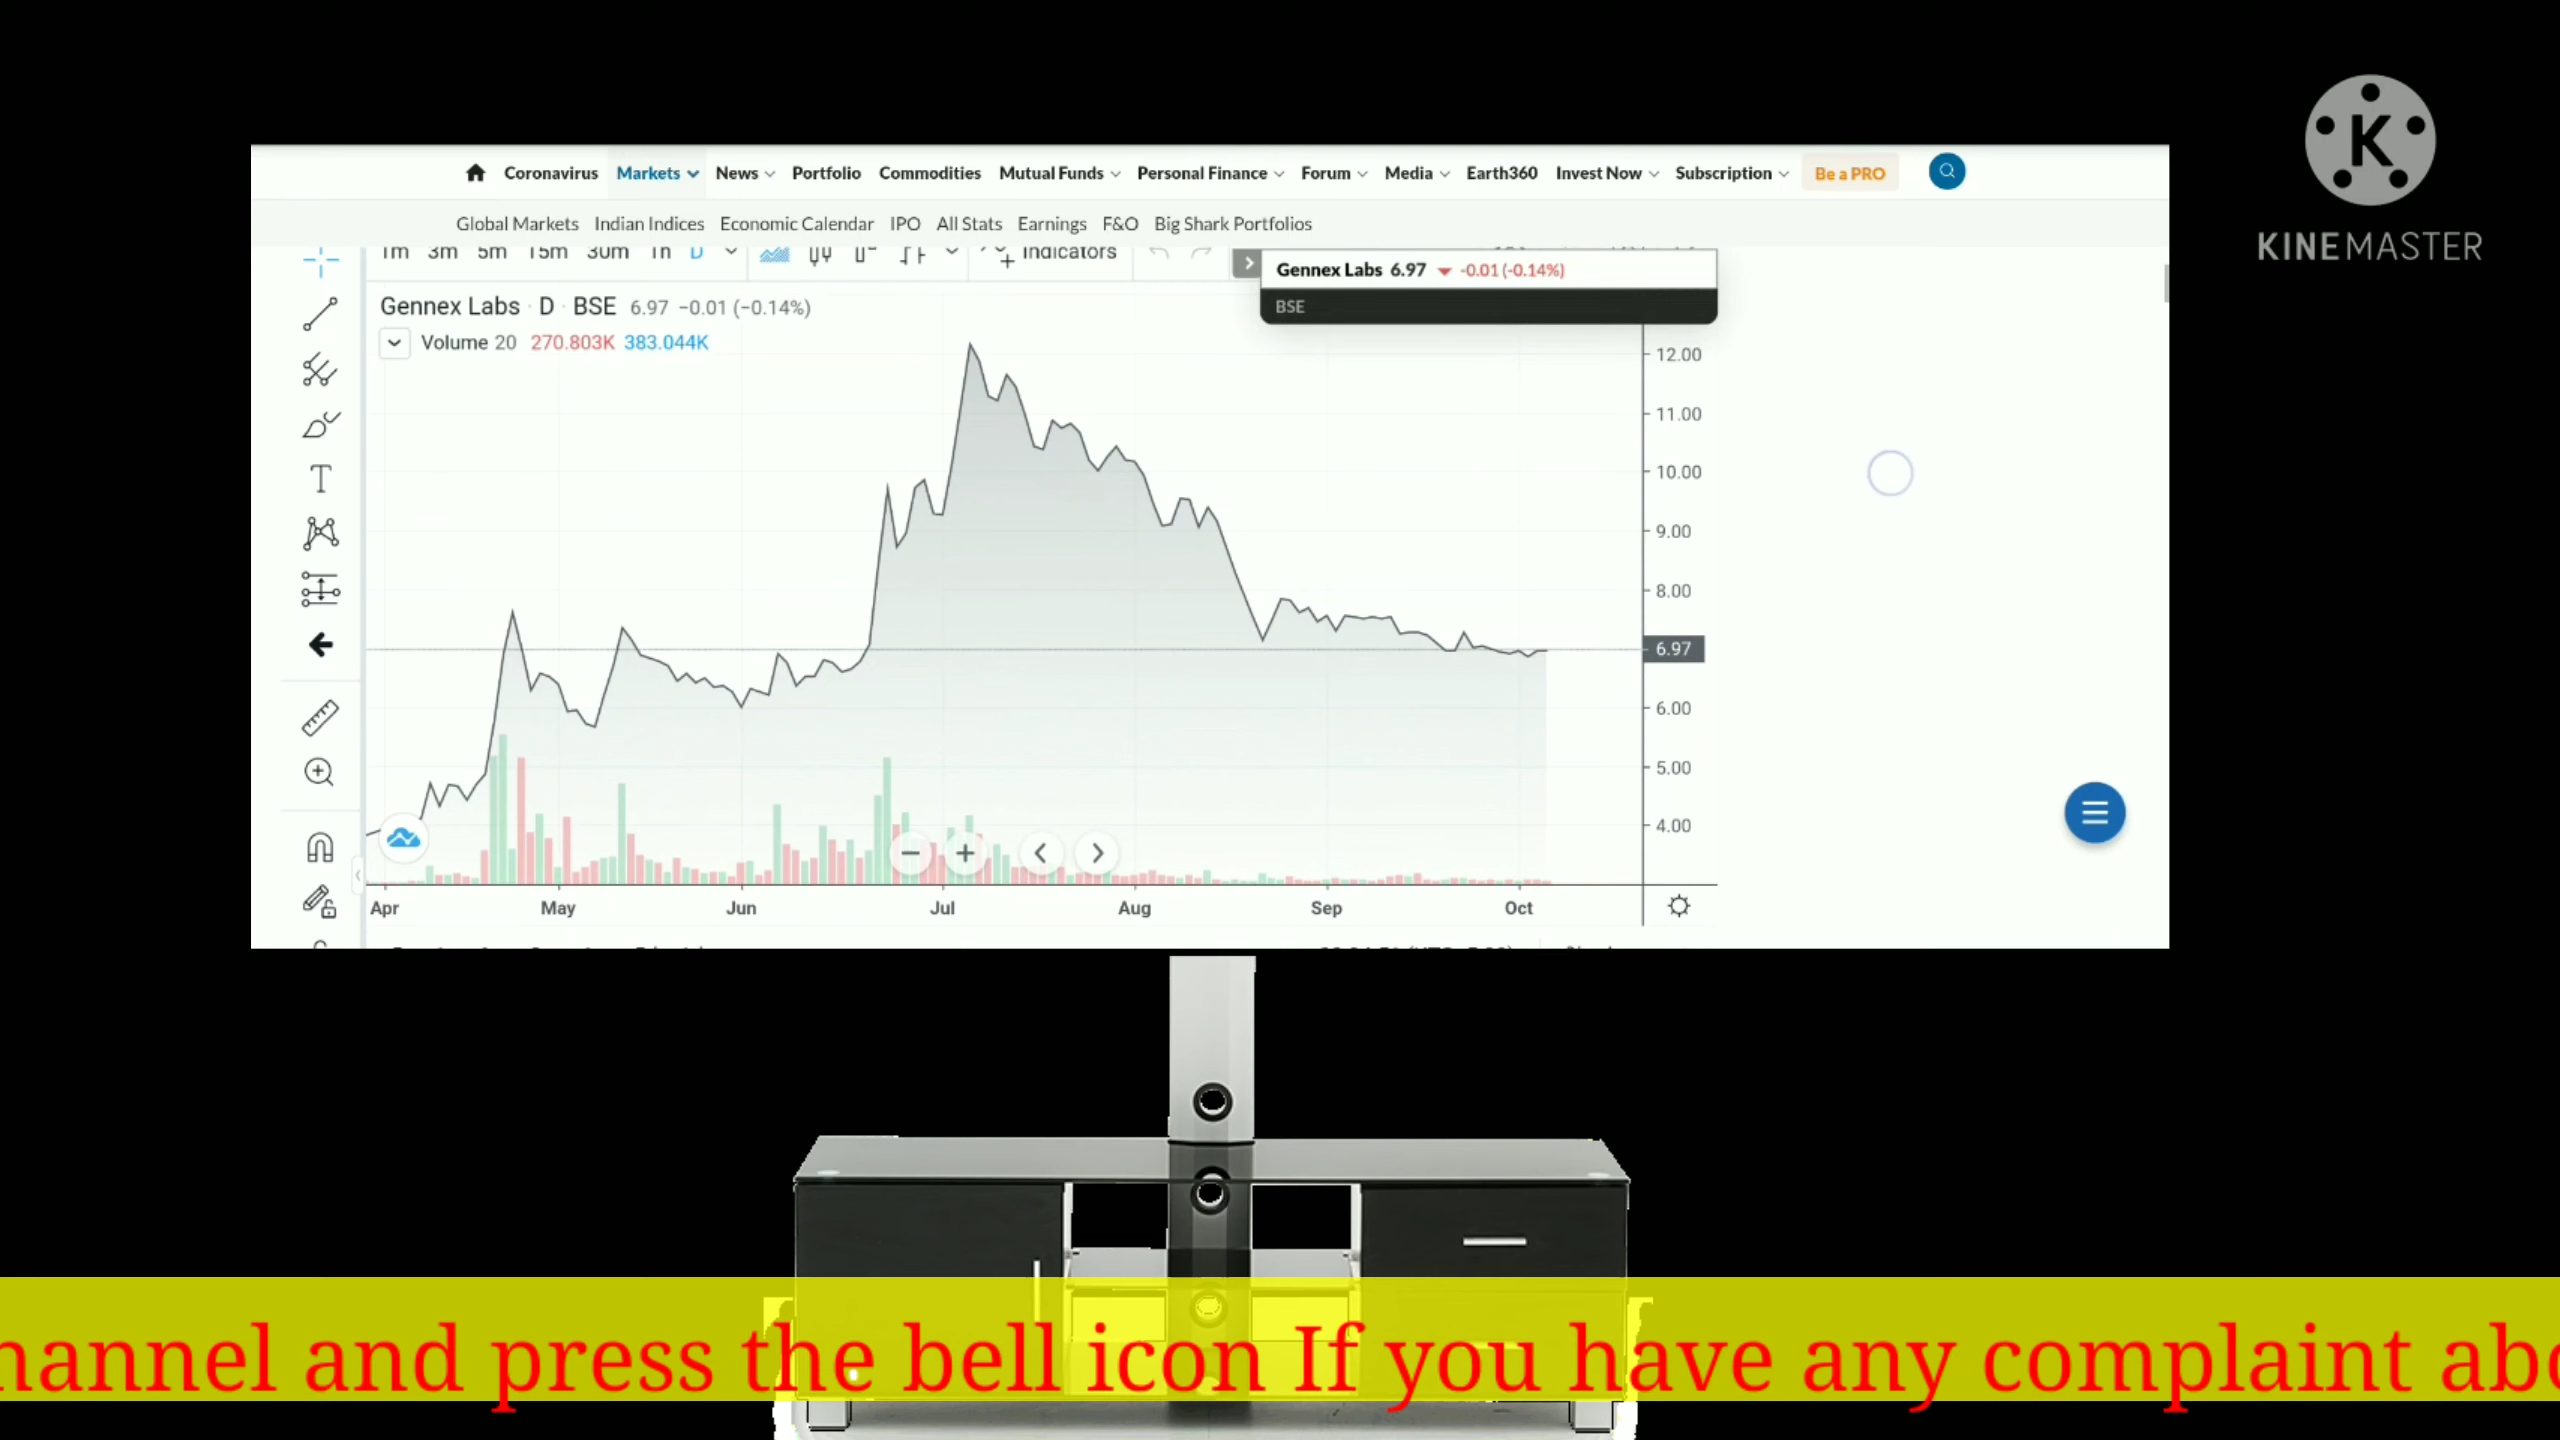 Coronavirus Markets News Portfolio Commodities Mutual Funds Personal Finance Forum Media Earth360 Invest Now Subscription Be a PRO
K
KINEMASTER
Global Markets Indian Indices Economic Calendar IPO All Stats Earnings F&O Big Shark Portfolios
1m 3m 5m 15m 30m 1h D Indicators
Gennex Labs 6.97 -0.01 (-0.14%)
BSE
Gennex Labs · D · BSE 6.97 −0.01 (−0.14%)
Volume 20 270.803K 383.044K
12.00
11.00
10.00
9.00
8.00
6.97
6.00
5.00
4.00
Apr May Jun Jul Aug Sep Oct
hannel and press the bell icon If you have any complaint abo